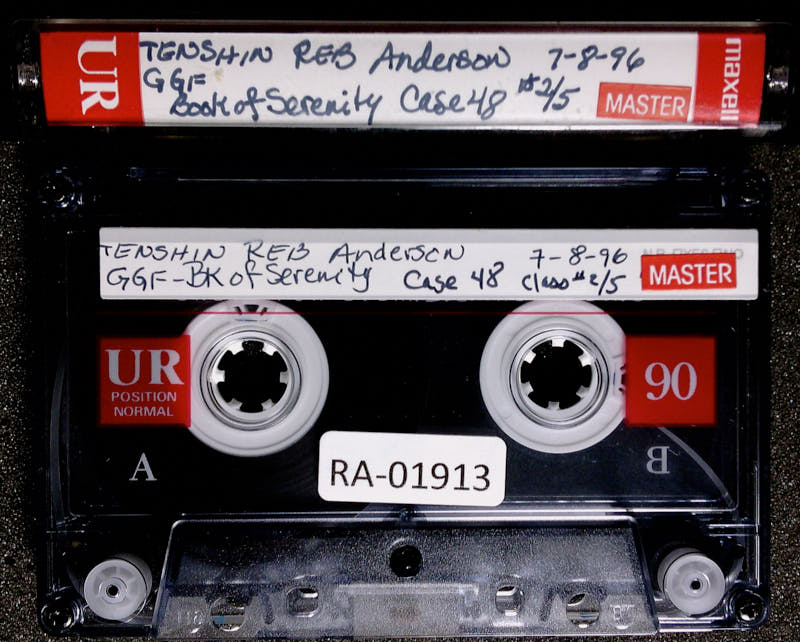 UR
TENSHIN REB Anderson 7-8-96
GGF
Book of Serenity Case 48 #2/5
MASTER
maxell
TENSHIN REB Anderson 7-8-96
GGF-BK of Serenity Case 48 Class #2/5
MASTER
UR
POSITION
NORMAL
90
A
B
RA-01913